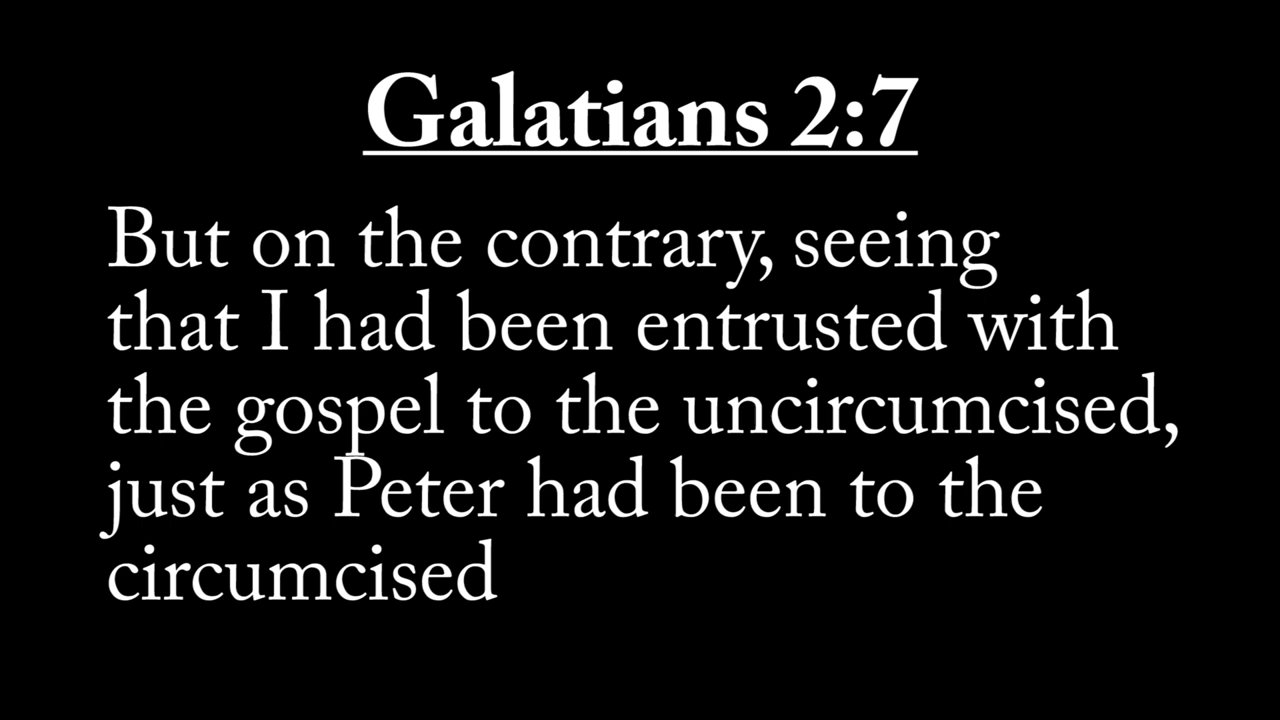 Galatians 2:7
But on the contrary, seeing
that I had been entrusted with
the gospel to the uncircumcised,
just as Peter had been to the
circumcised